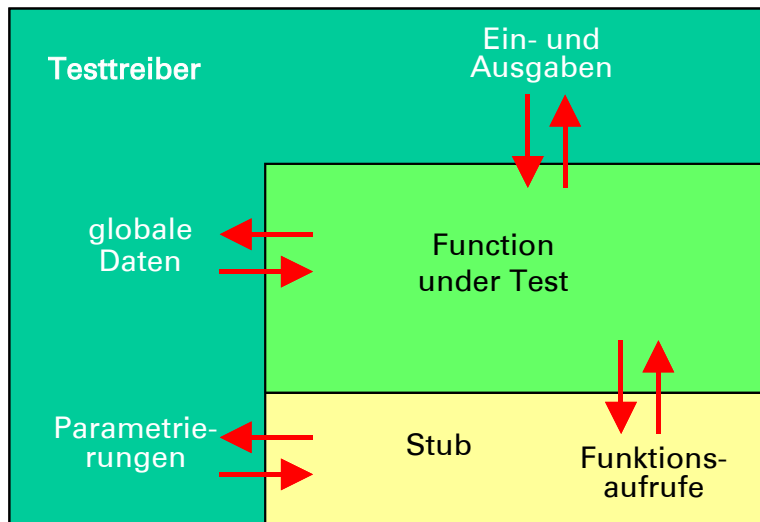 Testtreiber
Ein- und
Ausgaben
globale
Daten
Function
under Test
Parametrie-
rungen
Stub
Funktions-
aufrufe